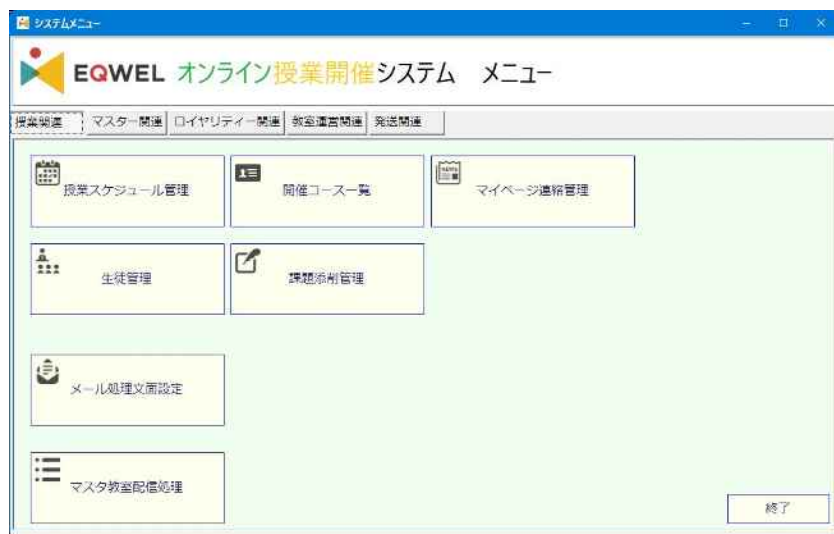 システムメニュー
EQWEL オンライン授業開催システム メニュー
授業関連 マスター関連 ロイヤリティー関連 教室運営関連 発送関連
授業スケジュール管理 開催コース一覧 マイページ連絡管理
生徒管理 課題添削管理
メール処理文面設定
マスタ教室配信処理
終了